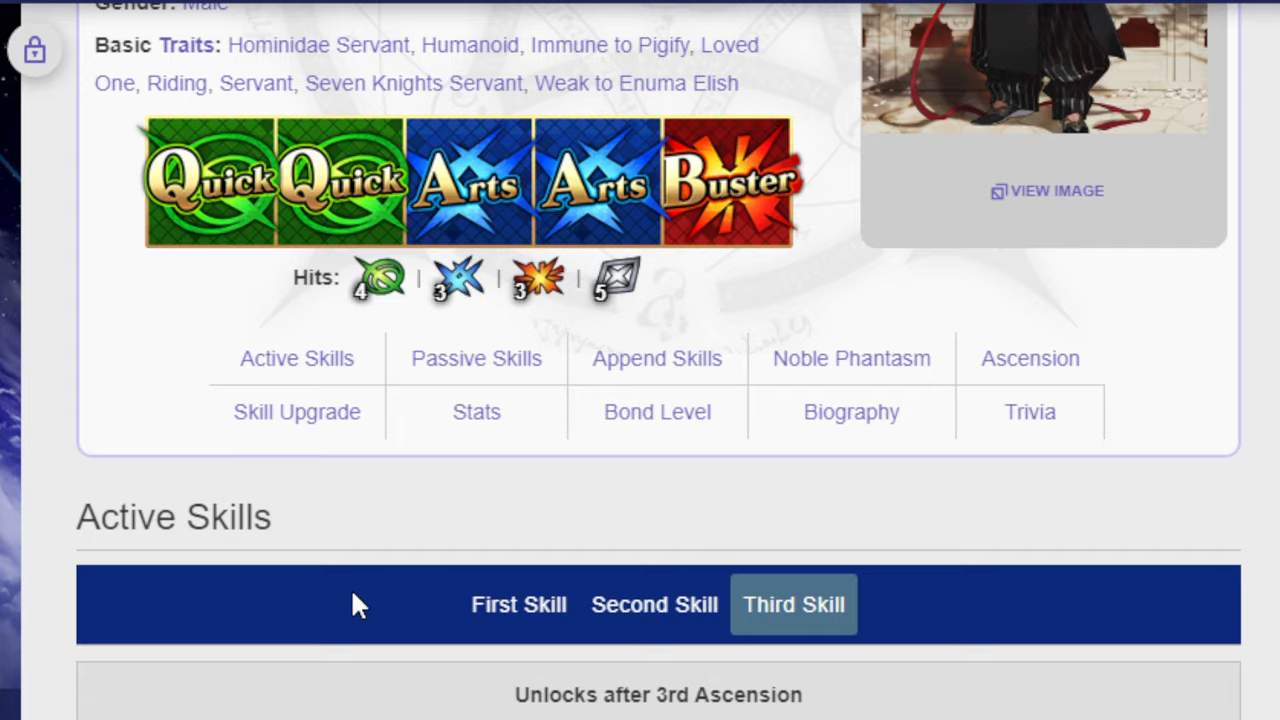 Gender: Male
Basic Traits: Hominidae Servant, Humanoid, Immune to Pigify, Loved
One, Riding, Servant, Seven Knights Servant, Weak to Enuma Elish
Quick Quick Arts Arts Buster
VIEW IMAGE
Hits: 4 | 3 | 3 | 5
Active Skills Passive Skills Append Skills Noble Phantasm Ascension
Skill Upgrade Stats Bond Level Biography Trivia
Active Skills
First Skill Second Skill Third Skill
Unlocks after 3rd Ascension